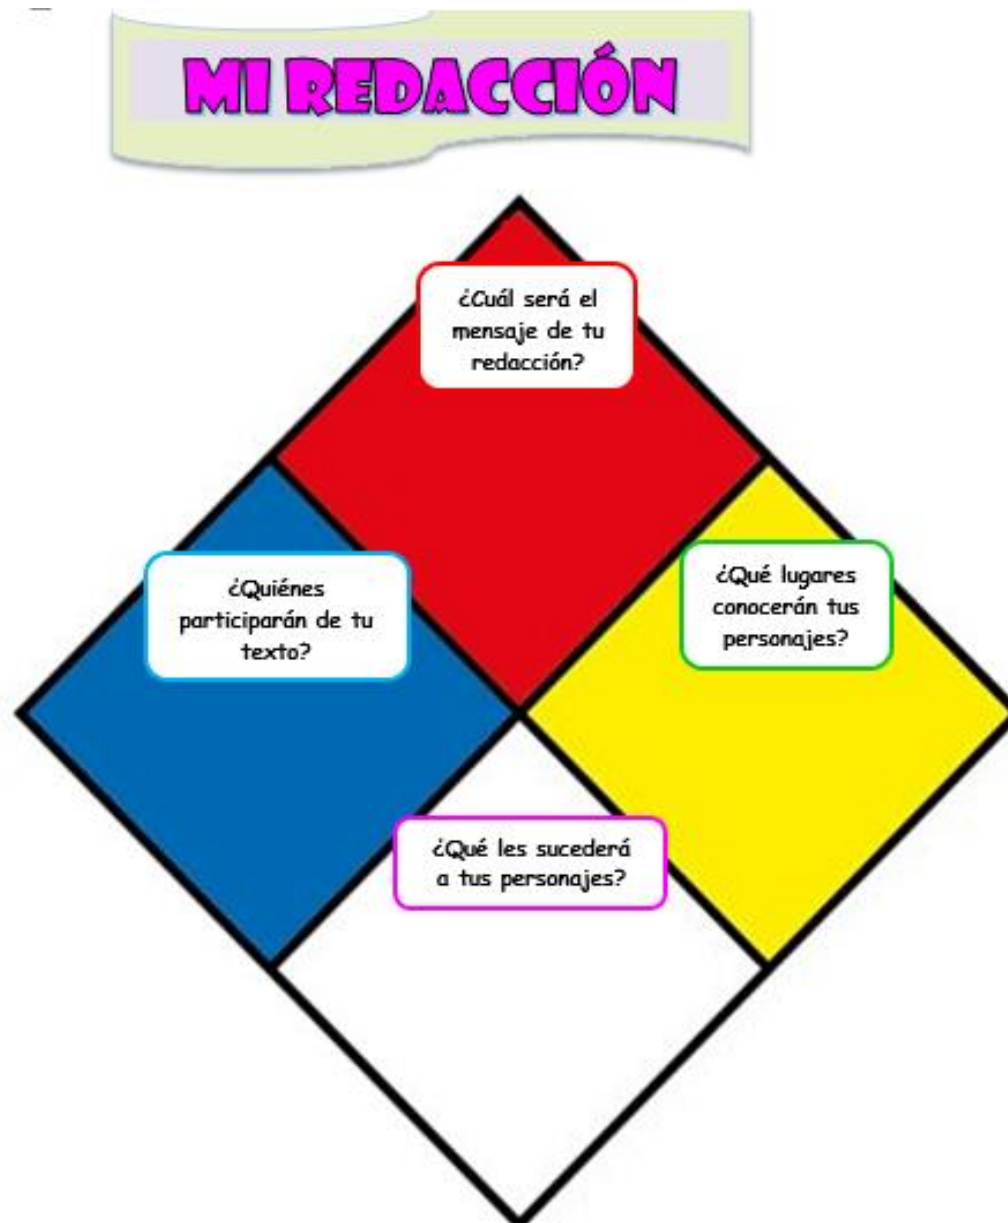 MI REDACCIÓN
¿Cuál será el
mensaje de tu
redacción?
¿Quiénes
participarán de tu
texto?
¿Qué lugares
conocerán tus
personajes?
¿Qué les sucederá
a tus personajes?